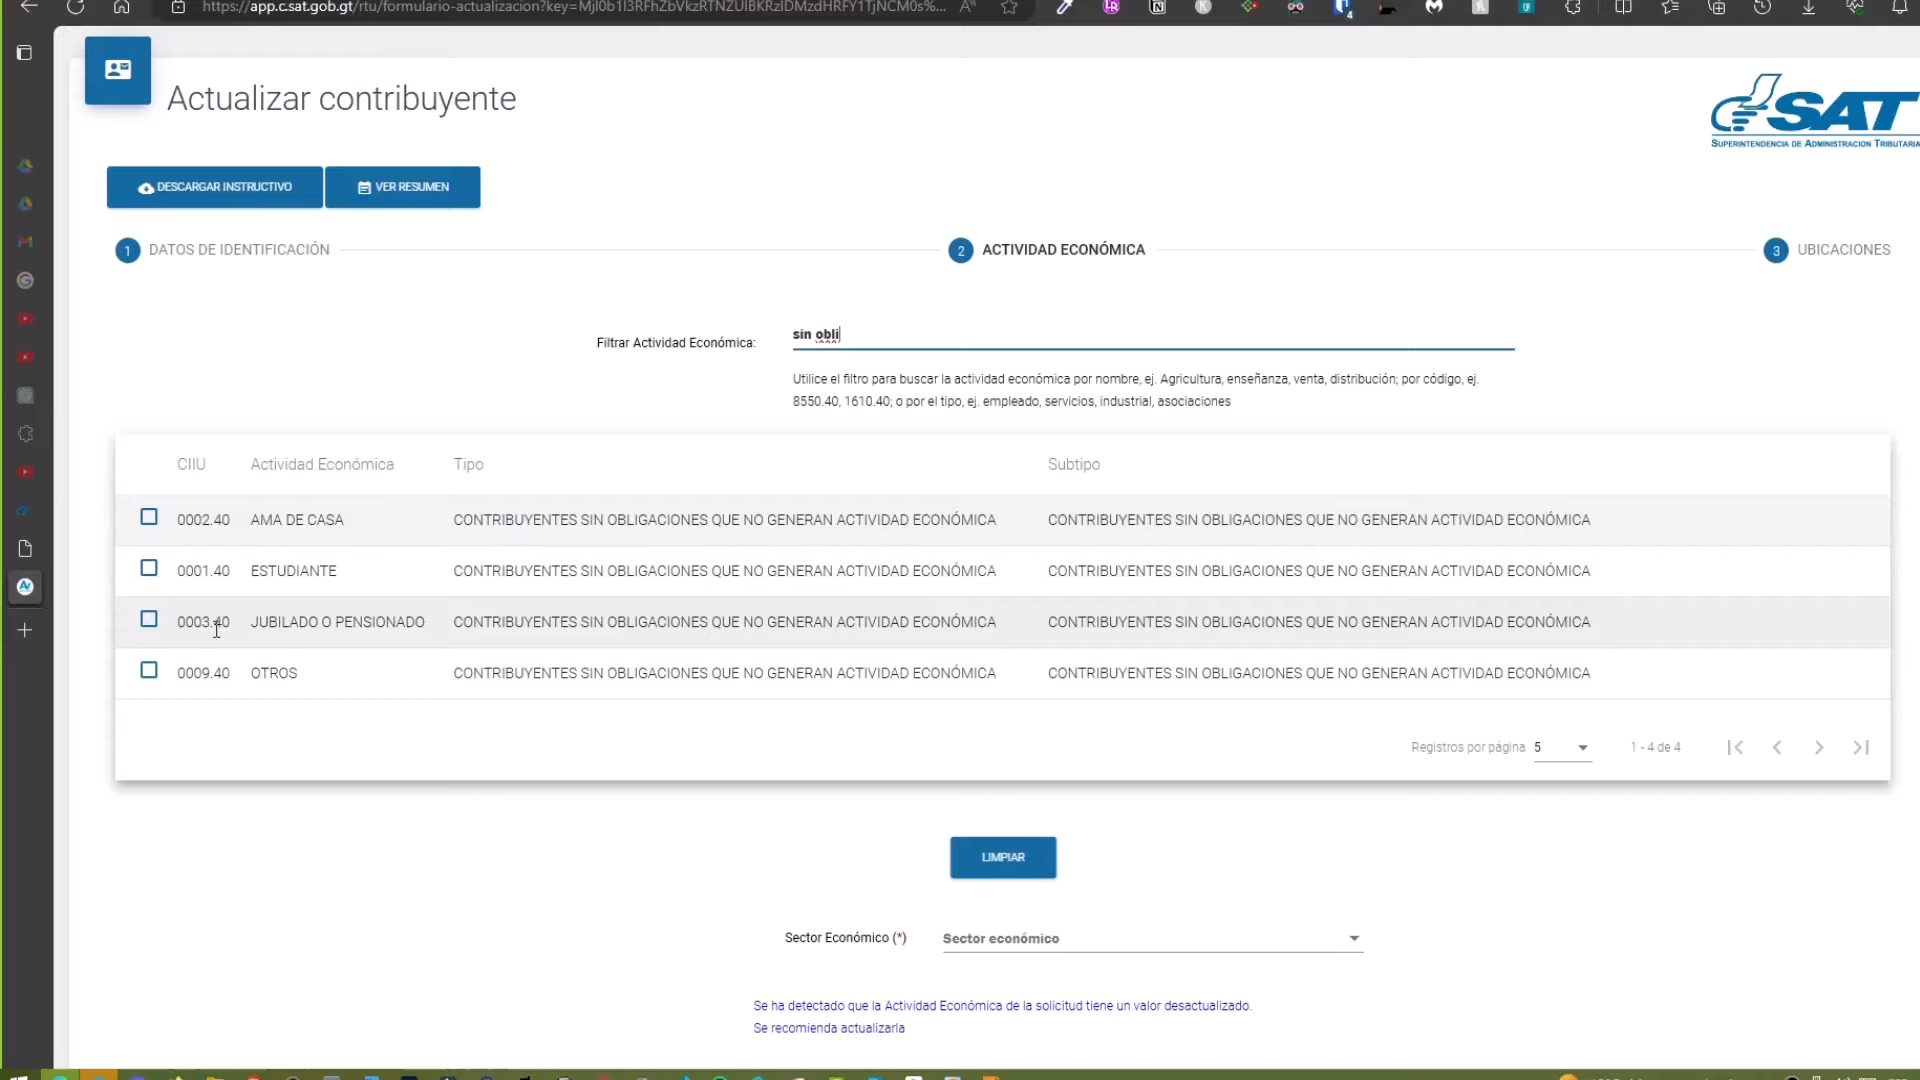 https://app.c.sat.gob.gt/rtu/formulario-actualizacion?key=
Actualizar contribuyente
SAT
SUPERINTENDENCIA DE ADMINISTRACION TRIBUTARIA
DESCARGAR INSTRUCTIVO
VER RESUMEN
1 DATOS DE IDENTIFICACIÓN
2 ACTIVIDAD ECONÓMICA
3 UBICACIONES
Filtrar Actividad Económica: sin obli
Utilice el filtro para buscar la actividad económica por nombre, ej. Agricultura, enseñanza, venta, distribución; por código, ej.
8550.40, 1610.40; o por el tipo, ej. empleado, servicios, industrial, asociaciones
CIIU Actividad Económica Tipo Subtipo
0002.40 AMA DE CASA CONTRIBUYENTES SIN OBLIGACIONES QUE NO GENERAN ACTIVIDAD ECONÓMICA CONTRIBUYENTES SIN OBLIGACIONES QUE NO GENERAN ACTIVIDAD ECONÓMICA
0001.40 ESTUDIANTE CONTRIBUYENTES SIN OBLIGACIONES QUE NO GENERAN ACTIVIDAD ECONÓMICA CONTRIBUYENTES SIN OBLIGACIONES QUE NO GENERAN ACTIVIDAD ECONÓMICA
0003.40 JUBILADO O PENSIONADO CONTRIBUYENTES SIN OBLIGACIONES QUE NO GENERAN ACTIVIDAD ECONÓMICA CONTRIBUYENTES SIN OBLIGACIONES QUE NO GENERAN ACTIVIDAD ECONÓMICA
0009.40 OTROS CONTRIBUYENTES SIN OBLIGACIONES QUE NO GENERAN ACTIVIDAD ECONÓMICA CONTRIBUYENTES SIN OBLIGACIONES QUE NO GENERAN ACTIVIDAD ECONÓMICA
Registros por página 5 1 - 4 de 4
LIMPIAR
Sector Económico (*) Sector económico
Se ha detectado que la Actividad Económica de la solicitud tiene un valor desactualizado.
Se recomienda actualizarla